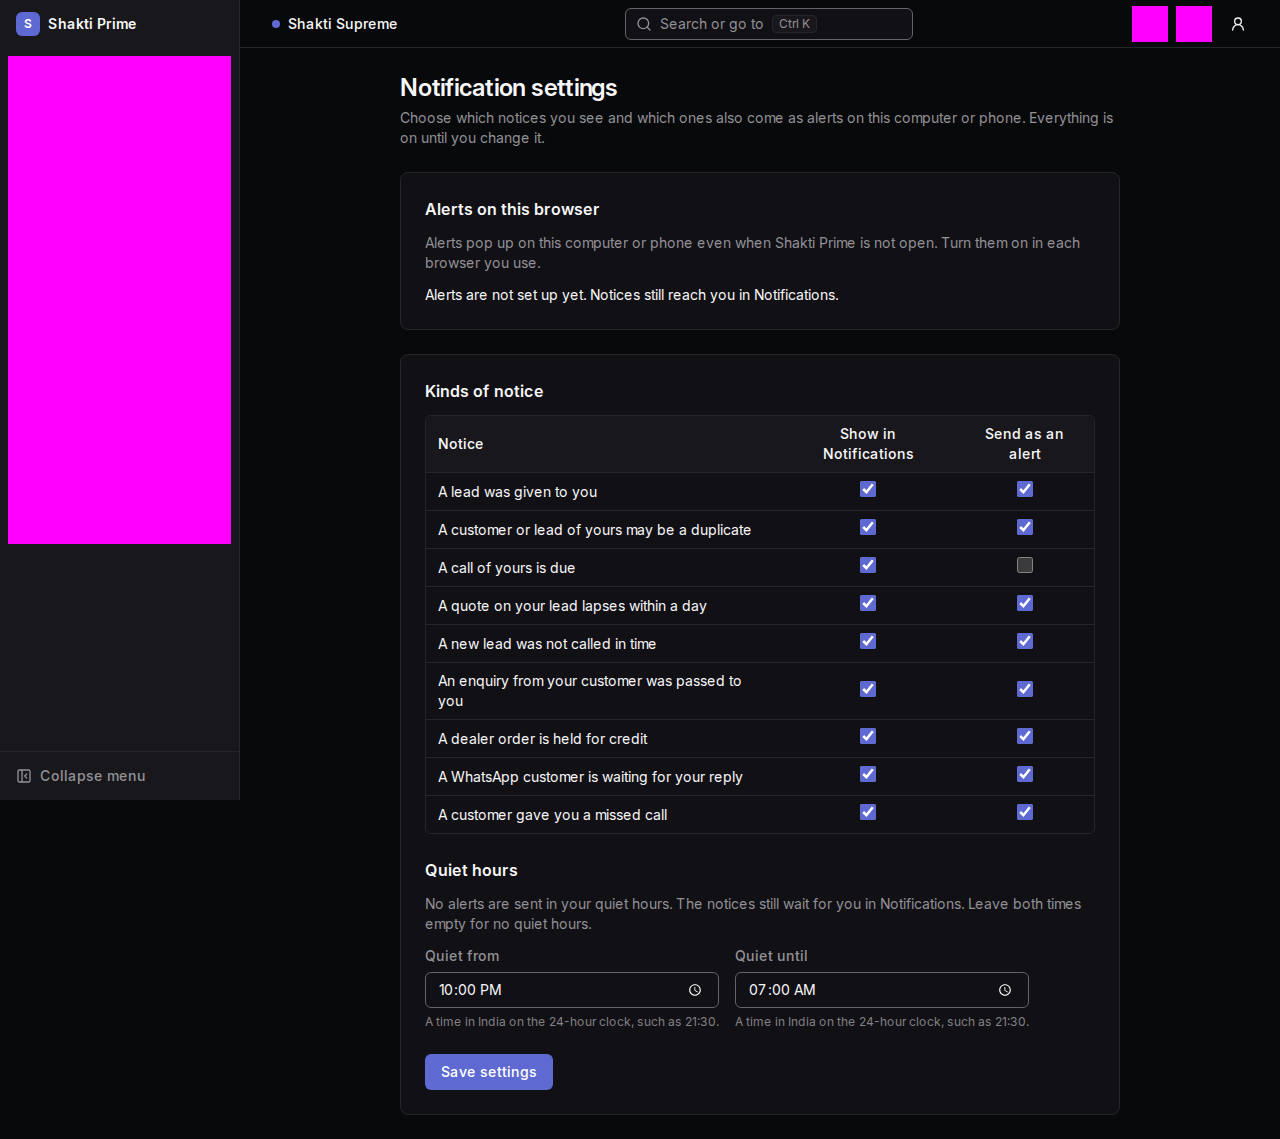 S Shakti Prime
Shakti Supreme
Search or go to Ctrl K
Notification settings
Choose which notices you see and which ones also come as alerts on this computer or phone. Everything is
on until you change it.
Alerts on this browser
Alerts pop up on this computer or phone even when Shakti Prime is not open. Turn them on in each
browser you use.
Alerts are not set up yet. Notices still reach you in Notifications.
Kinds of notice
Notice
Show in
Notifications
Send as an
alert
A lead was given to you
A customer or lead of yours may be a duplicate
A call of yours is due
A quote on your lead lapses within a day
A new lead was not called in time
An enquiry from your customer was passed to
you
A dealer order is held for credit
A WhatsApp customer is waiting for your reply
A customer gave you a missed call
Collapse menu
Quiet hours
No alerts are sent in your quiet hours. The notices still wait for you in Notifications. Leave both times
empty for no quiet hours.
Quiet from
10:00 PM
A time in India on the 24-hour clock, such as 21:30.
Quiet until
07:00 AM
A time in India on the 24-hour clock, such as 21:30.
Save settings